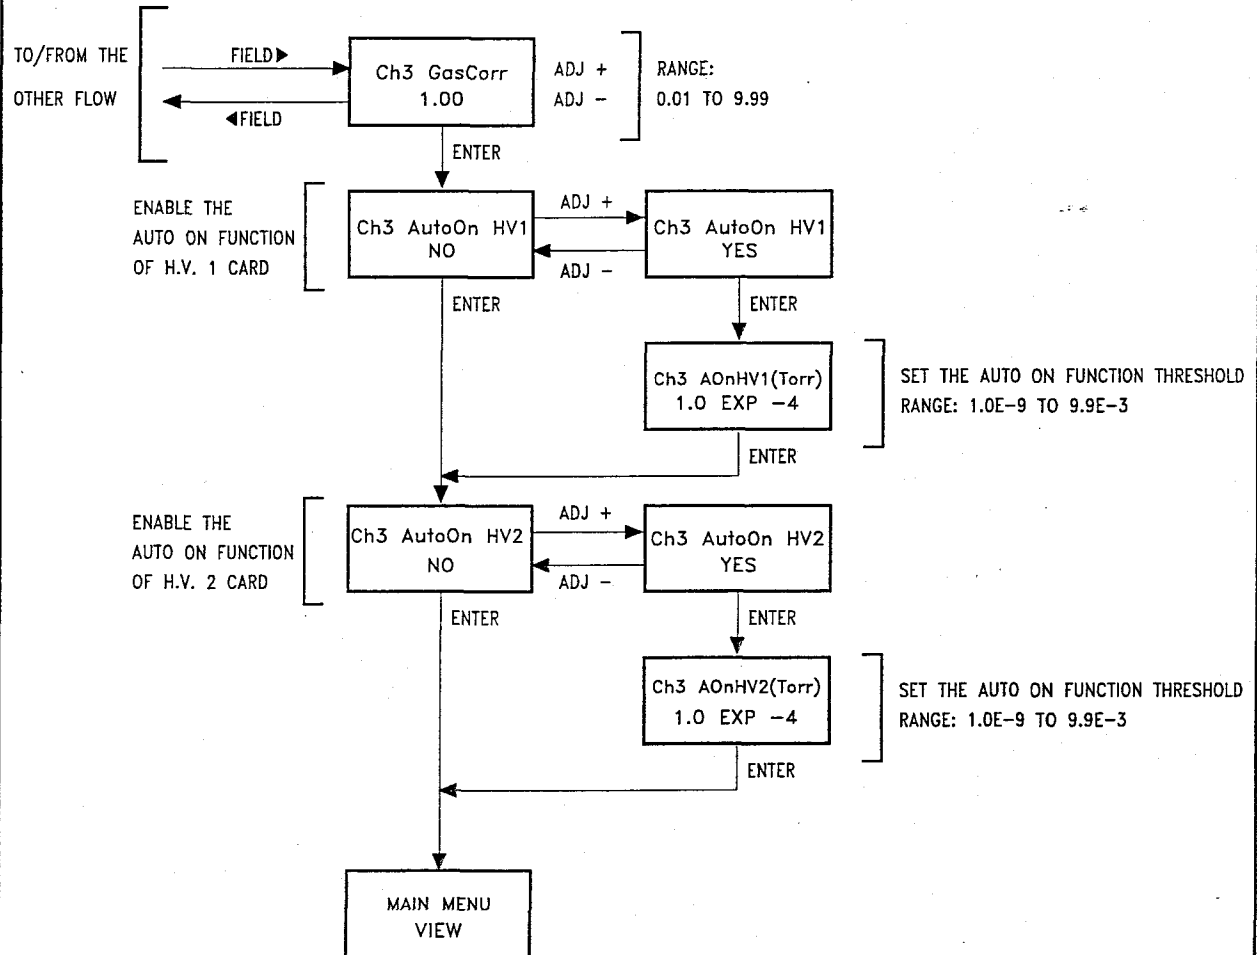 TO/FROM THE
OTHER FLOW
FIELD▶
◀FIELD
Ch3 GasCorr
1.00
ADJ +
ADJ −
RANGE:
0.01 TO 9.99
ENTER
ENABLE THE
AUTO ON FUNCTION
OF H.V. 1 CARD
Ch3 AutoOn HV1
NO
ADJ +
ADJ −
Ch3 AutoOn HV1
YES
ENTER
ENTER
Ch3 AOnHV1(Torr)
1.0 EXP −4
SET THE AUTO ON FUNCTION THRESHOLD
RANGE: 1.0E−9 TO 9.9E−3
ENTER
ENABLE THE
AUTO ON FUNCTION
OF H.V. 2 CARD
Ch3 AutoOn HV2
NO
ADJ +
ADJ −
Ch3 AutoOn HV2
YES
ENTER
ENTER
Ch3 AOnHV2(Torr)
1.0 EXP −4
SET THE AUTO ON FUNCTION THRESHOLD
RANGE: 1.0E−9 TO 9.9E−3
ENTER
MAIN MENU
VIEW